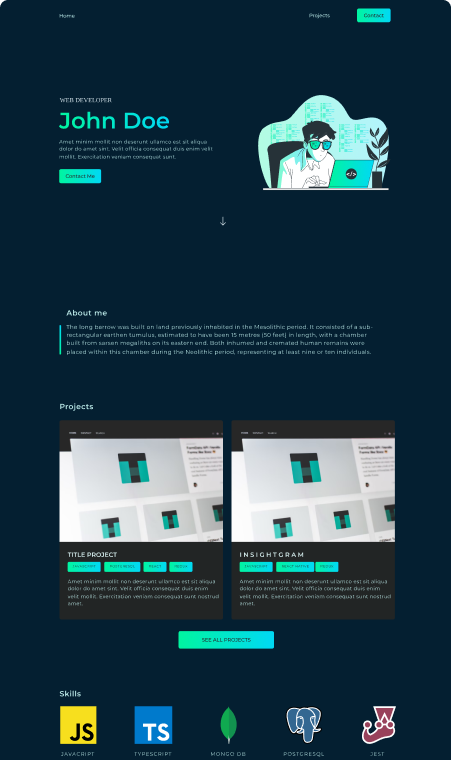 Home
Projects
Contact
WEB DEVELOPER
John Doe
Amet minim mollit non deserunt ullamco est sit aliqua
dolor do amet sint. Velit officia consequat duis enim velit
mollit. Exercitation veniam consequat sunt.
Contact Me
</>
About me
The long barrow was built on land previously inhabited in the Mesolithic period. It consisted of a sub-
rectangular earthen tumulus, estimated to have been 15 metres (50 feet) in length, with a chamber
built from sarsen megaliths on its eastern end. Both inhumed and cremated human remains were
placed within this chamber during the Neolithic period, representing at least nine or ten individuals.
Projects
TITLE PROJECT
JAVASCRIPT
POSTGRESQL
REACT
REDUX
Amet minim mollit non deserunt ullamco est sit aliqua
dolor do amet sint. Velit officia consequat duis enim
velit mollit. Exercitation veniam consequat sunt nostrud
amet.
INSIGHTGRAM
JAVASCRIPT
REACT NATIVE
REDUX
Amet minim mollit non deserunt ullamco est sit aliqua
dolor do amet sint. Velit officia consequat duis enim
velit mollit. Exercitation veniam consequat sunt nostrud
amet.
SEE ALL PROJECTS
Skills
JS
TS
JAVACRIPT
TYPESCRIPT
MONGO DB
POSTGRESQL
JEST